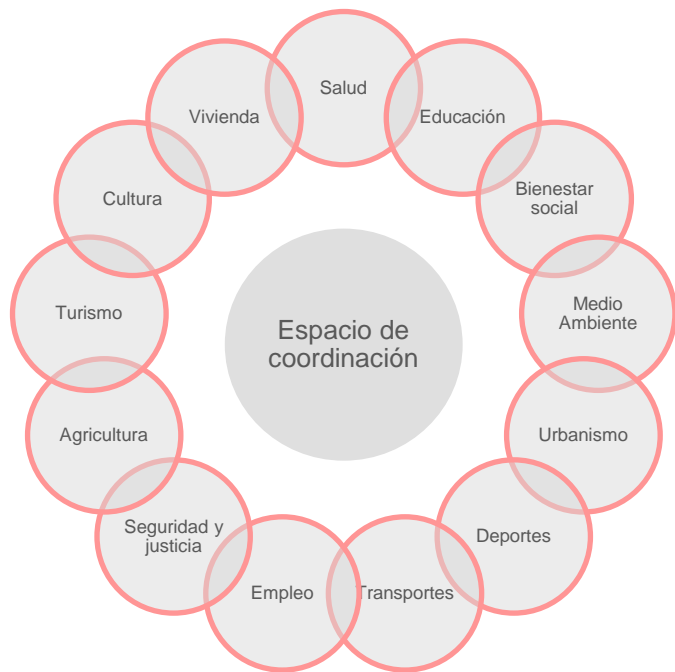 Salud
Educación
Bienestar
social
Medio
Ambiente
Urbanismo
Deportes
Transportes
Empleo
Seguridad y
justicia
Agricultura
Turismo
Cultura
Vivienda
Espacio de
coordinación